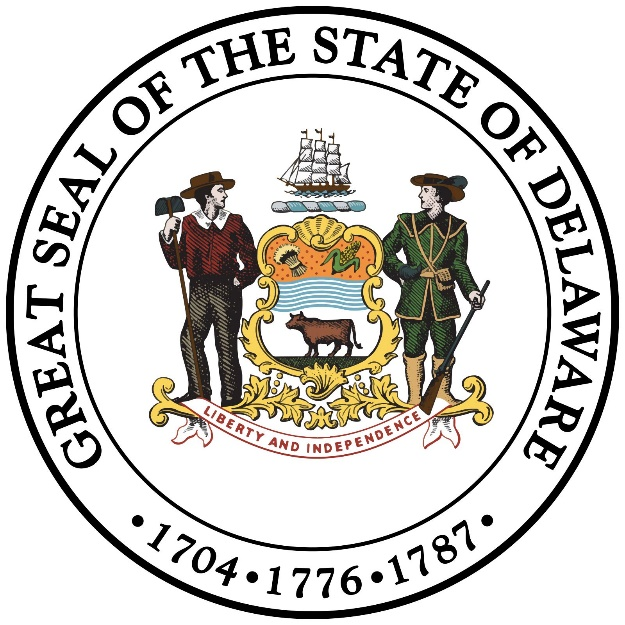 GREAT SEAL OF THE STATE OF DELAWARE
LIBERTY AND INDEPENDENCE
•1704•1776•1787•